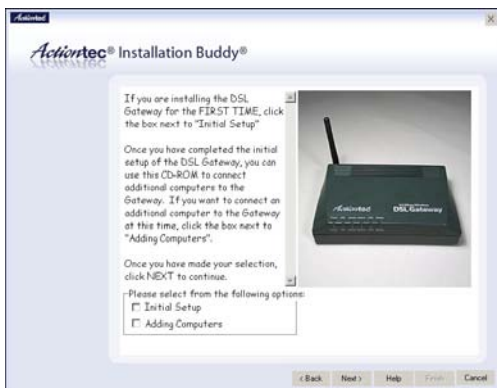 Actiontec
Actiontec® Installation Buddy®
If you are installing the DSL
Gateway for the FIRST TIME, click
the box next to "Initial Setup"
Once you have completed the initial
setup of the DSL Gateway, you can
use this CD-ROM to connect
additional computers to the
Gateway. If you want to connect an
additional computer to the Gateway
at this time, click the box next to
"Adding Computers".
Once you have made your selection,
click NEXT to continue.
Actiontec
DSL Gateway
Please select from the following options:
Initial Setup
Adding Computers
< Back Next > Help Finish Cancel